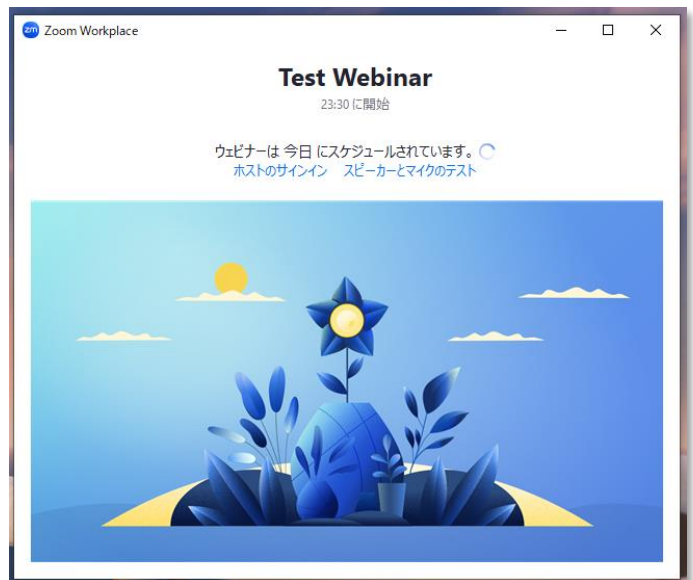 zm Zoom Workplace
Test Webinar
23:30 に開始
ウェビナーは 今日 にスケジュールされています。
ホストのサインイン スピーカーとマイクのテスト